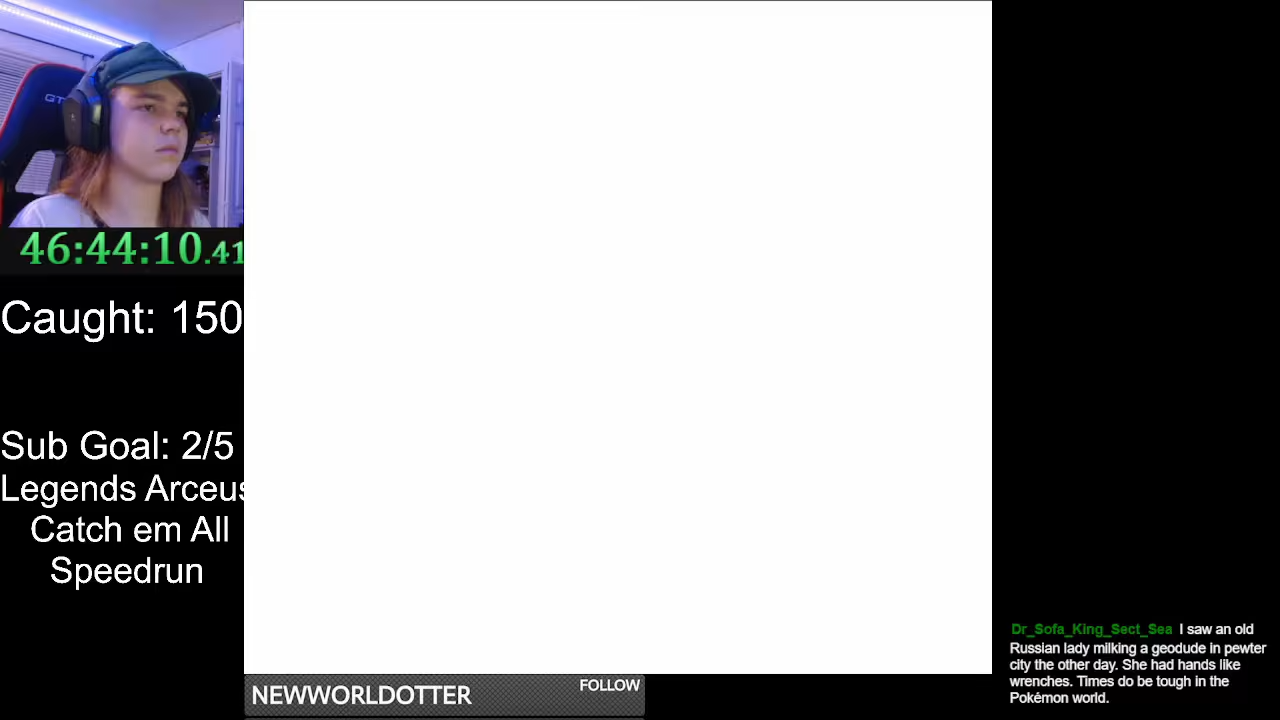 GT
46:44:10.41
Caught: 150
Sub Goal: 2/5
Legends Arceus
Catch em All
Speedrun
NEWWORLDOTTER
FOLLOW
Dr_Sofa_King_Sect_Sea I saw an old
Russian lady milking a geodude in pewter
city the other day. She had hands like
wrenches. Times do be tough in the
Pokémon world.